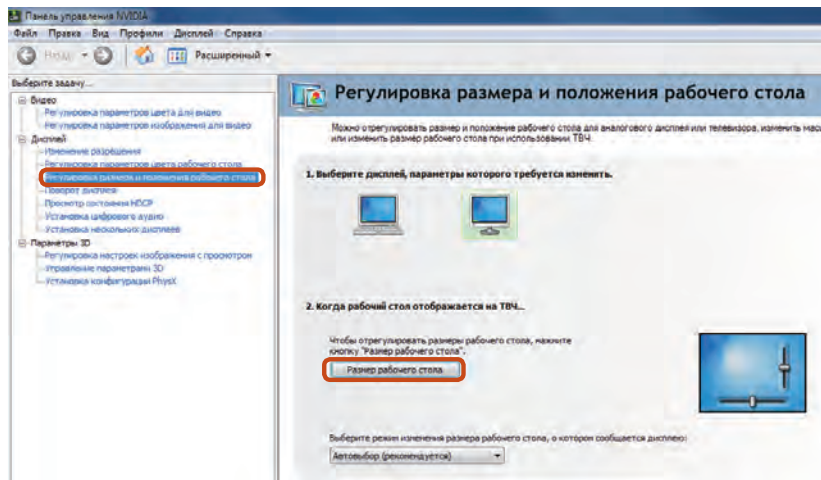 Панель управления NVIDIA
Файл Правка Вид Профили Дисплей Справка
Назад Расширенный
Выберите задачу...
Видео
Регулировка параметров цвета для видео
Регулировка параметров изображения для видео
Дисплей
Изменение разрешения
Регулировка параметров цвета рабочего стола
Регулировка размера и положения рабочего стола
Поворот дисплея
Просмотр состояния HDCP
Установка цифрового аудио
Установка нескольких дисплеев
Параметры 3D
Регулировка настроек изображения с просмотром
Управление параметрами 3D
Установка конфигурации PhysX
Регулировка размера и положения рабочего стола
Можно отрегулировать размер и положение рабочего стола для аналогового дисплея или телевизора, изменить мас
или изменить размер рабочего стола при использовании ТВЧ.
1. Выберите дисплей, параметры которого требуется изменить.
2. Когда рабочий стол отображается на ТВЧ...
Чтобы отрегулировать размеры рабочего стола, нажмите
кнопку "Размер рабочего стола".
Размер рабочего стола
Выберите режим изменения размера рабочего стола, о котором сообщается дисплею:
Автовыбор (рекомендуется)